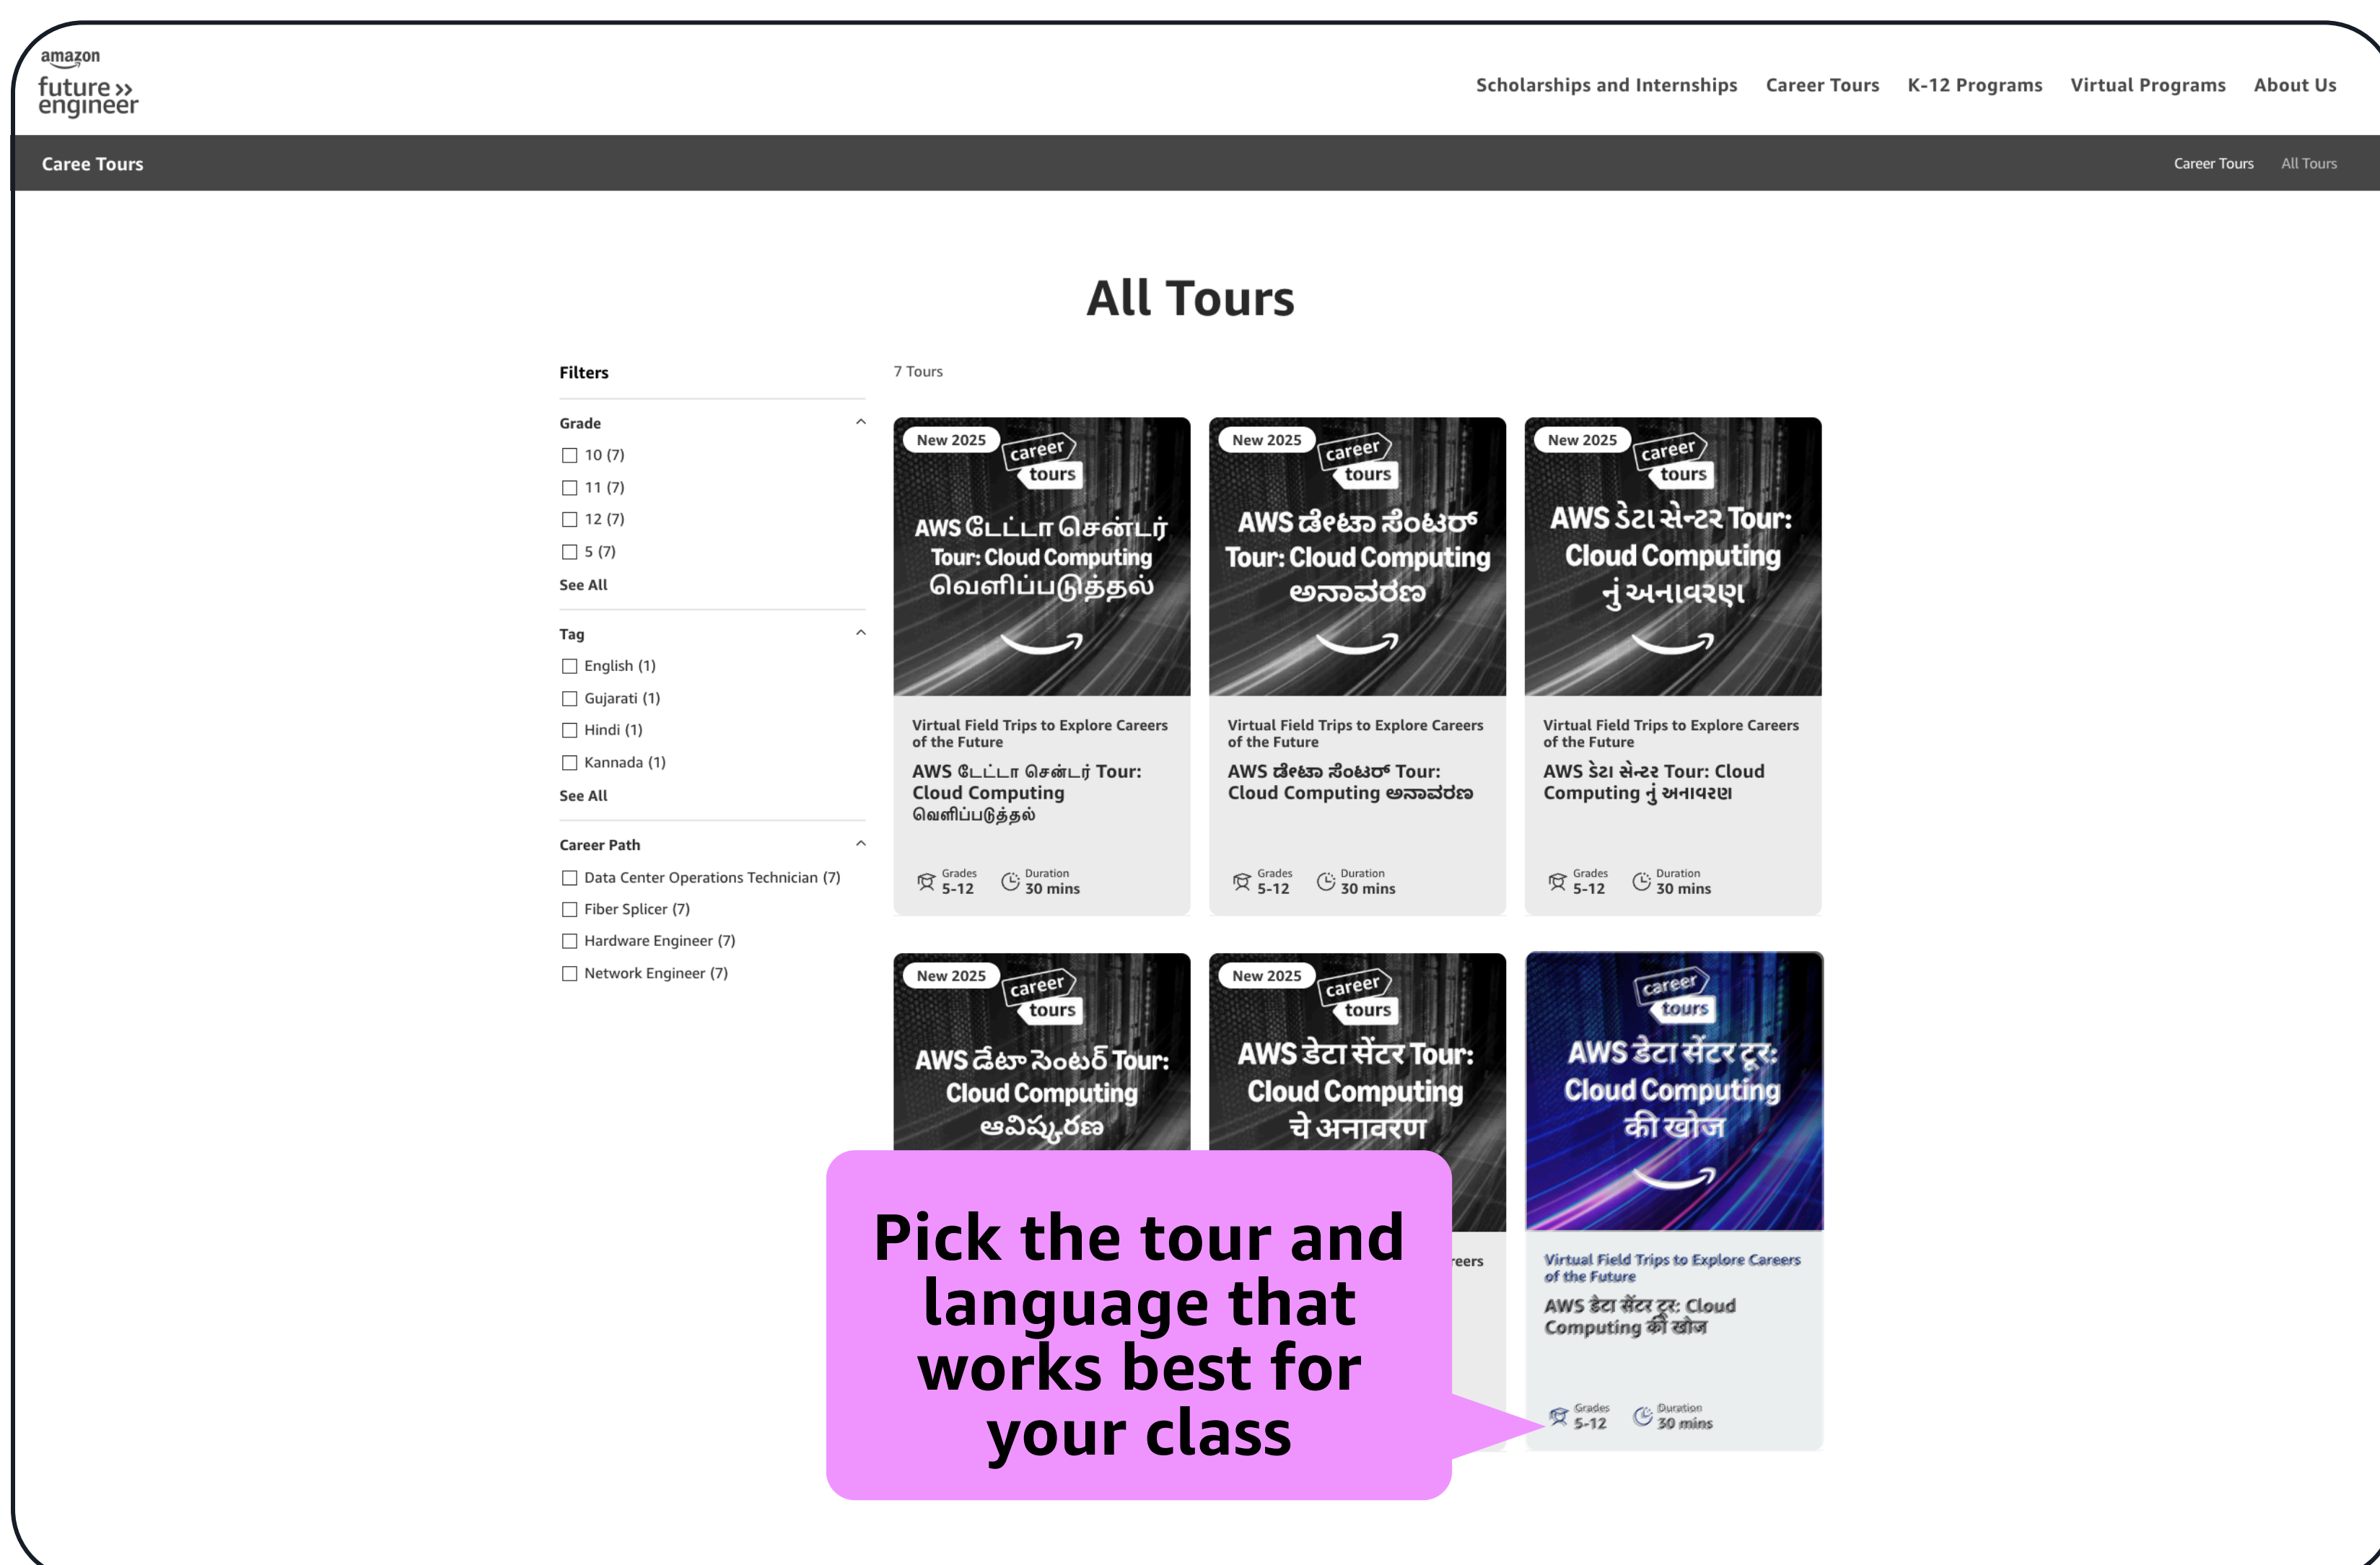 amazon
future >>
engineer
Scholarships and Internships
Career Tours
K-12 Programs
Virtual Programs
About Us
Caree Tours
Career Tours
All Tours
All Tours
Filters
Grade
10 (7)
11 (7)
12 (7)
5 (7)
See All
Tag
English (1)
Gujarati (1)
Hindi (1)
Kannada (1)
See All
Career Path
Data Center Operations Technician (7)
Fiber Splicer (7)
Hardware Engineer (7)
Network Engineer (7)
7 Tours
New 2025
career
tours
AWS டேட்டா சென்டர்
Tour: Cloud Computing
வெளிப்படுத்தல்
Virtual Field Trips to Explore Careers
of the Future
AWS டேட்டா சென்டர் Tour:
Cloud Computing
வெளிப்படுத்தல்
Grades
5-12
Duration
30 mins
New 2025
career
tours
AWS ಡೇಟಾ ಸೆಂಟರ್
Tour: Cloud Computing
ಅನಾವರಣ
Virtual Field Trips to Explore Careers
of the Future
AWS ಡೇಟಾ ಸೆಂಟರ್ Tour:
Cloud Computing ಅನಾವರಣ
Grades
5-12
Duration
30 mins
New 2025
career
tours
AWS ડેટા સેન્ટર Tour:
Cloud Computing
નું અનાવરણ
Virtual Field Trips to Explore Careers
of the Future
AWS ડેટા સેન્ટર Tour: Cloud
Computing નું અનાવરણ
Grades
5-12
Duration
30 mins
New 2025
career
tours
AWS డేటా సెంటర్ Tour:
Cloud Computing
ఆవిష్కరణ
New 2025
career
tours
AWS डेटा सेंटर Tour:
Cloud Computing
चे अनावरण
career
tours
AWS डेटा सेंटर टूर:
Cloud Computing
की खोज
Virtual Field Trips to Explore Careers
of the Future
AWS डेटा सेंटर टूर: Cloud
Computing की खोज
Grades
5-12
Duration
30 mins
Pick the tour and
language that
works best for
your class